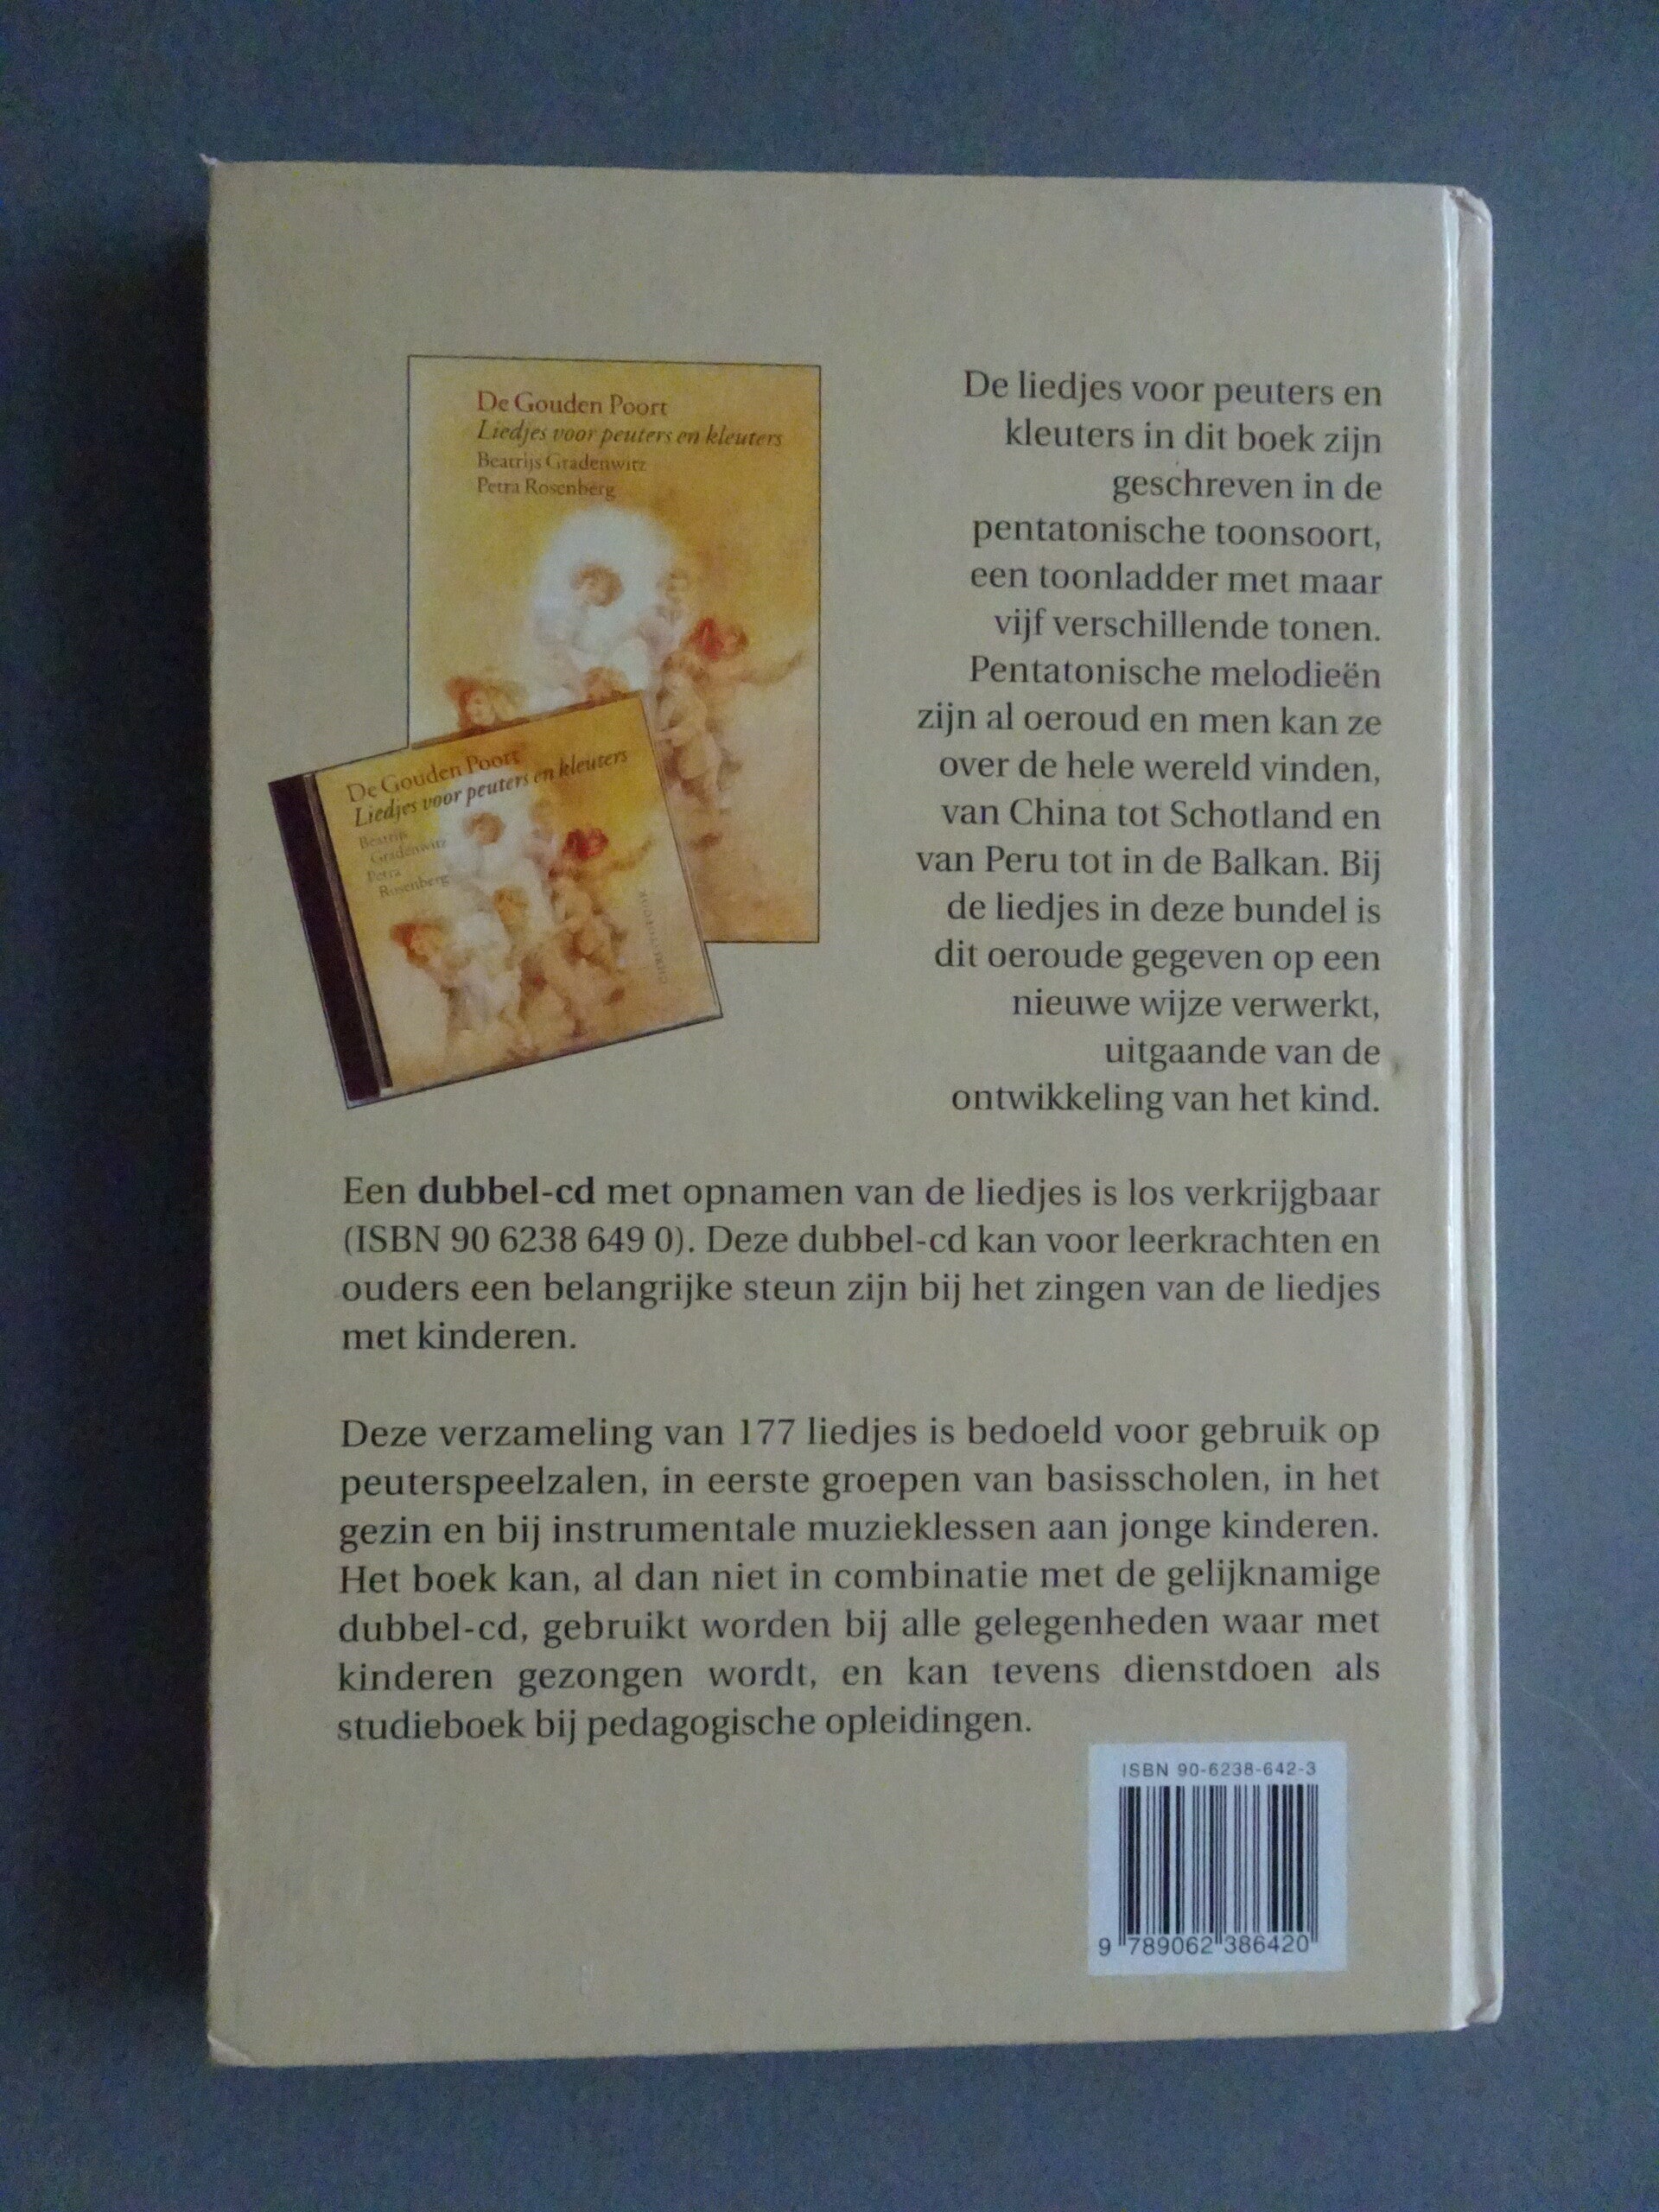 De Gouden Poort
Liedjes voor peuters en kleuters
Beatrijs Gradenwitz
Petra Rosenberg
De Gouden Poort
Liedjes voor peuters en kleuters
Beatrijs
Gradenwitz
Petra
Rosenberg
De liedjes voor peuters en
kleuters in dit boek zijn
geschreven in de
pentatonische toonsoort,
een toonladder met maar
vijf verschillende tonen.
Pentatonische melodieën
zijn al oeroud en men kan ze
over de hele wereld vinden,
van China tot Schotland en
van Peru tot in de Balkan. Bij
de liedjes in deze bundel is
dit oeroude gegeven op een
nieuwe wijze verwerkt,
uitgaande van de
ontwikkeling van het kind.
Een dubbel-cd met opnamen van de liedjes is los verkrijgbaar
(ISBN 90 6238 649 0). Deze dubbel-cd kan voor leerkrachten en
ouders een belangrijke steun zijn bij het zingen van de liedjes
met kinderen.
Deze verzameling van 177 liedjes is bedoeld voor gebruik op
peuterspeelzalen, in eerste groepen van basisscholen, in het
gezin en bij instrumentale muzieklessen aan jonge kinderen.
Het boek kan, al dan niet in combinatie met de gelijknamige
dubbel-cd, gebruikt worden bij alle gelegenheden waar met
kinderen gezongen wordt, en kan tevens dienstdoen als
studieboek bij pedagogische opleidingen.
ISBN 90-6238-642-3
9 789062 386420